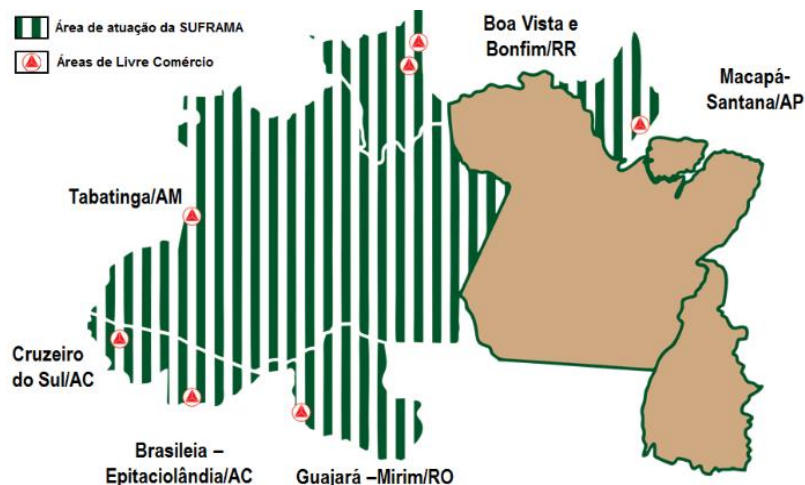 Área de atuação da SUFRAMA
Áreas de Livre Comércio
Boa Vista e
Bonfim/RR
Macapá-
Santana/AP
Tabatinga/AM
Cruzeiro
do Sul/AC
Brasileia –
Epitaciolândia/AC
Guajará –Mirim/RO